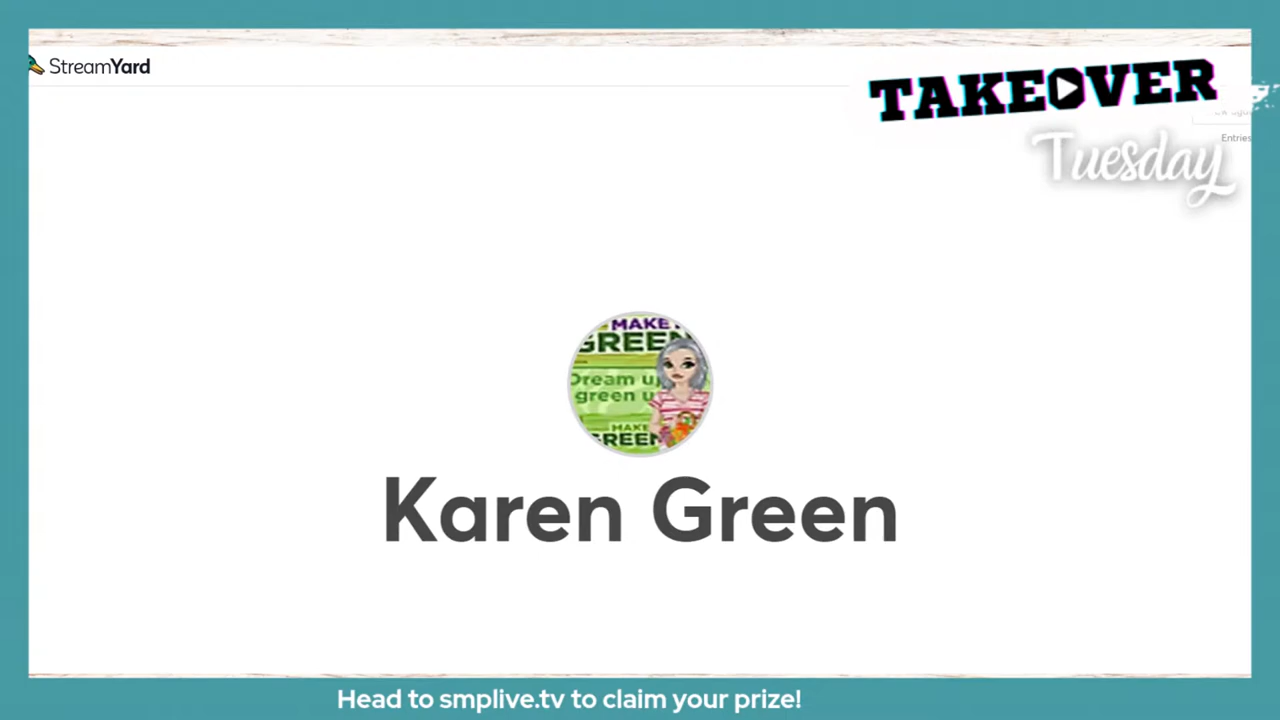 StreamYard
TAKEOVER
Tuesday
Entries
MAKE
GREEN
Dream u
green u
MAKE
GREEN
Karen Green
Head to smplive.tv to claim your prize!